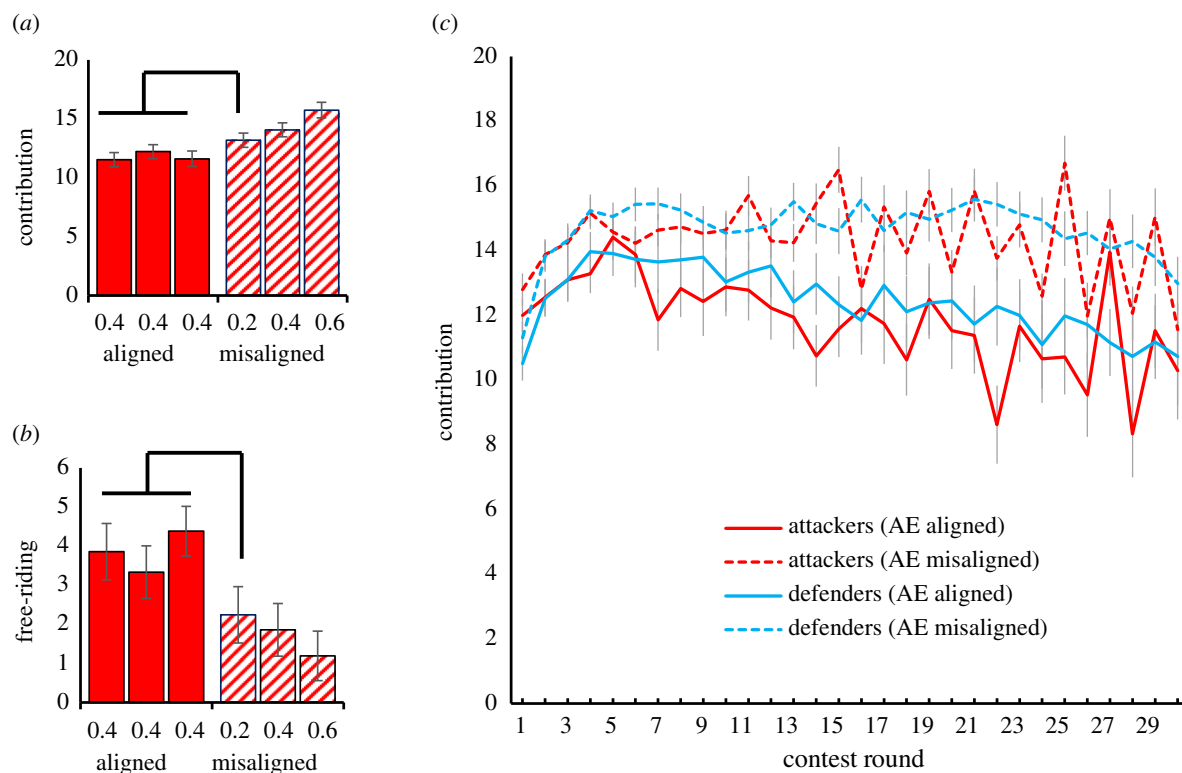 (a)
20
15
10
5
0
contribution
0.4 0.4 0.4 0.2 0.4 0.6
aligned misaligned
(b)
6
5
4
3
2
1
0
free-riding
0.4 0.4 0.4 0.2 0.4 0.6
aligned misaligned
(c)
20
18
16
14
12
10
8
6
4
2
0
contribution
attackers (AE aligned)
attackers (AE misaligned)
defenders (AE aligned)
defenders (AE misaligned)
1 3 5 7 9 11 13 15 17 19 21 23 25 27 29
contest round